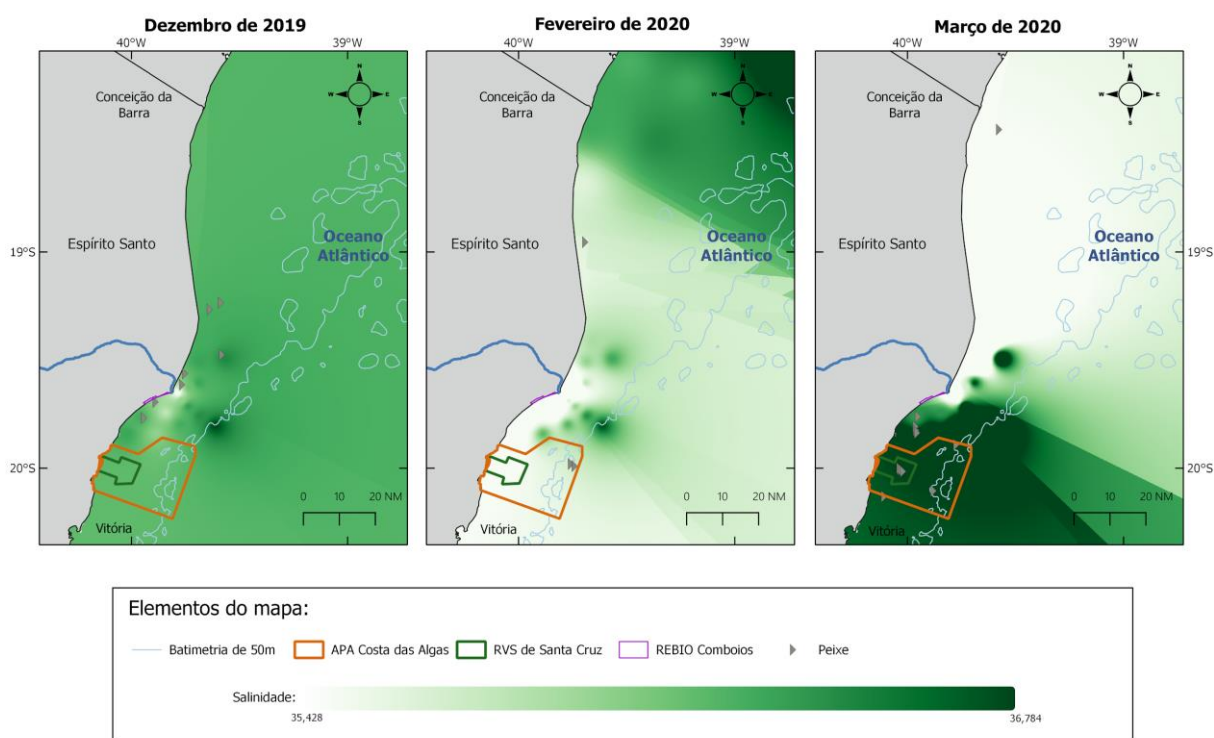 Dezembro de 2019
40°W
39°W
N
W
E
S
Conceição da
Barra
Espírito Santo
Oceano
Atlântico
19°S
20°S
Vitória
0 10 20 NM
Fevereiro de 2020
40°W
39°W
N
W
E
S
Conceição da
Barra
Espírito Santo
Oceano
Atlântico
Vitória
0 10 20 NM
Março de 2020
40°W
39°W
N
W
E
S
Conceição da
Barra
Espírito Santo
Oceano
Atlântico
19°S
20°S
Vitória
0 10 20 NM
Elementos do mapa:
Batimetria de 50m APA Costa das Algas RVS de Santa Cruz REBIO Comboios Peixe
Salinidade:
35,428 36,784